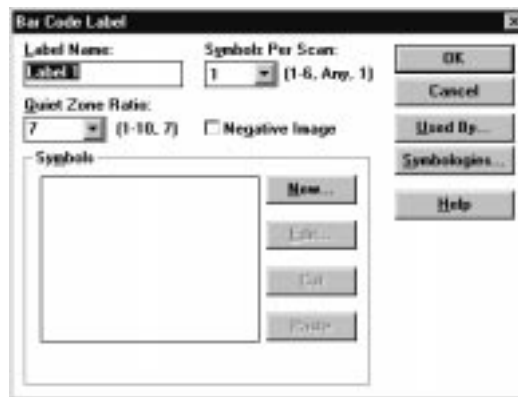 Bar Code Label
Label Name:
Label 1
Symbols Per Scan:
1
(1-6, Any, 1)
Quiet Zone Ratio:
7
(1-10, 7)
Negative Image
Symbols
New...
Edit...
Cut
Paste
OK
Cancel
Used By...
Symbologies...
Help